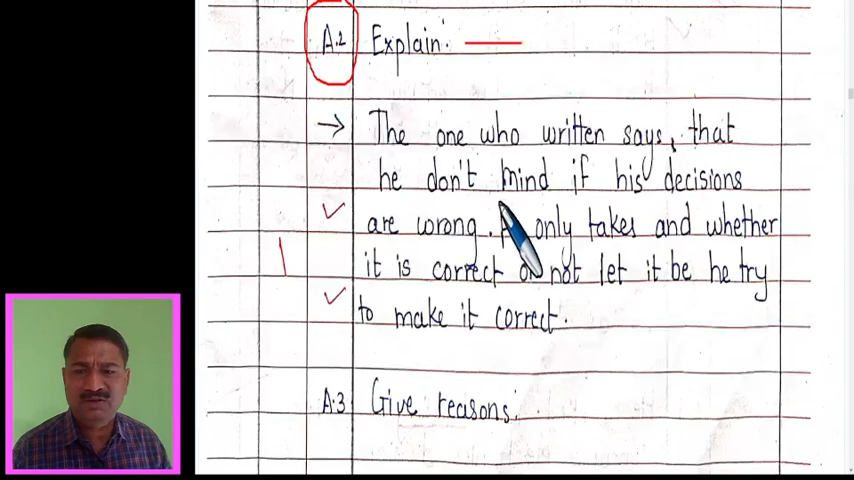 A.2 Explain:
→ The one who written says, that
he don't mind if his decisions
are wrong. only takes and whether
it is correct or not let it be he try
to make it correct.
A.3 Give reasons: